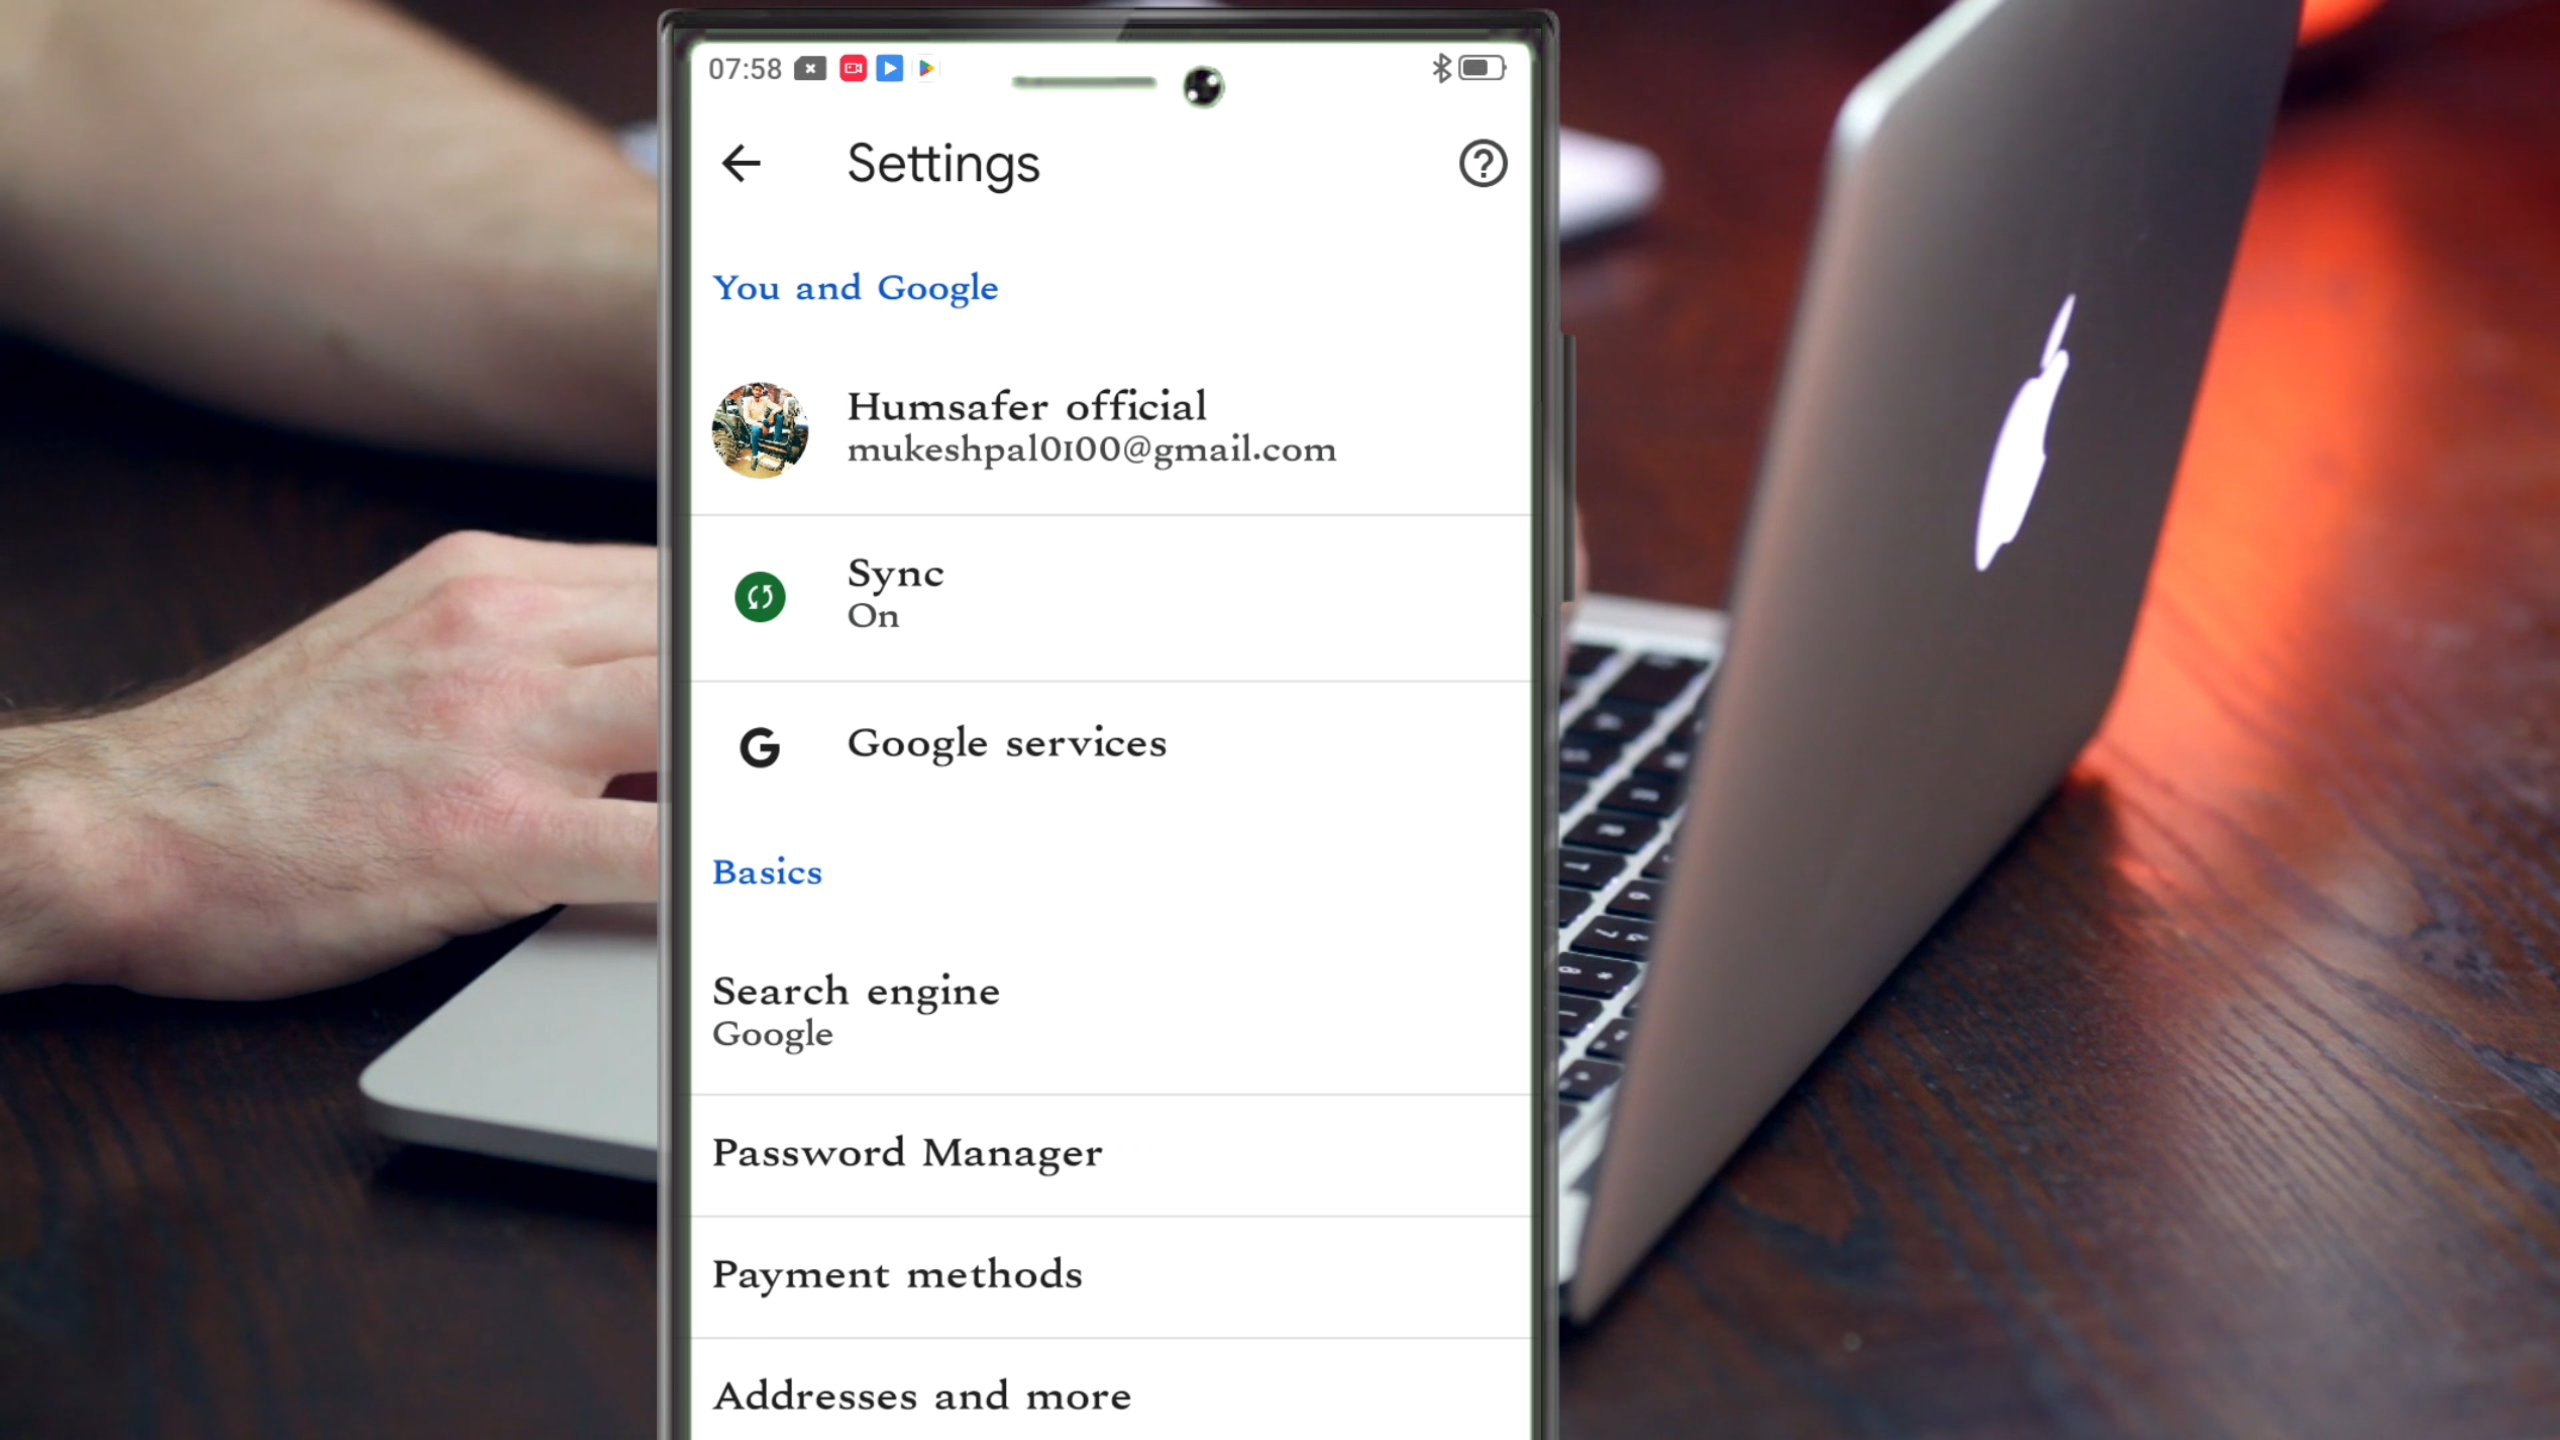 07:58
Settings
You and Google
Humsafer official
mukeshpal0100@gmail.com
Sync
On
Google services
Basics
Search engine
Google
Password Manager
Payment methods
Addresses and more